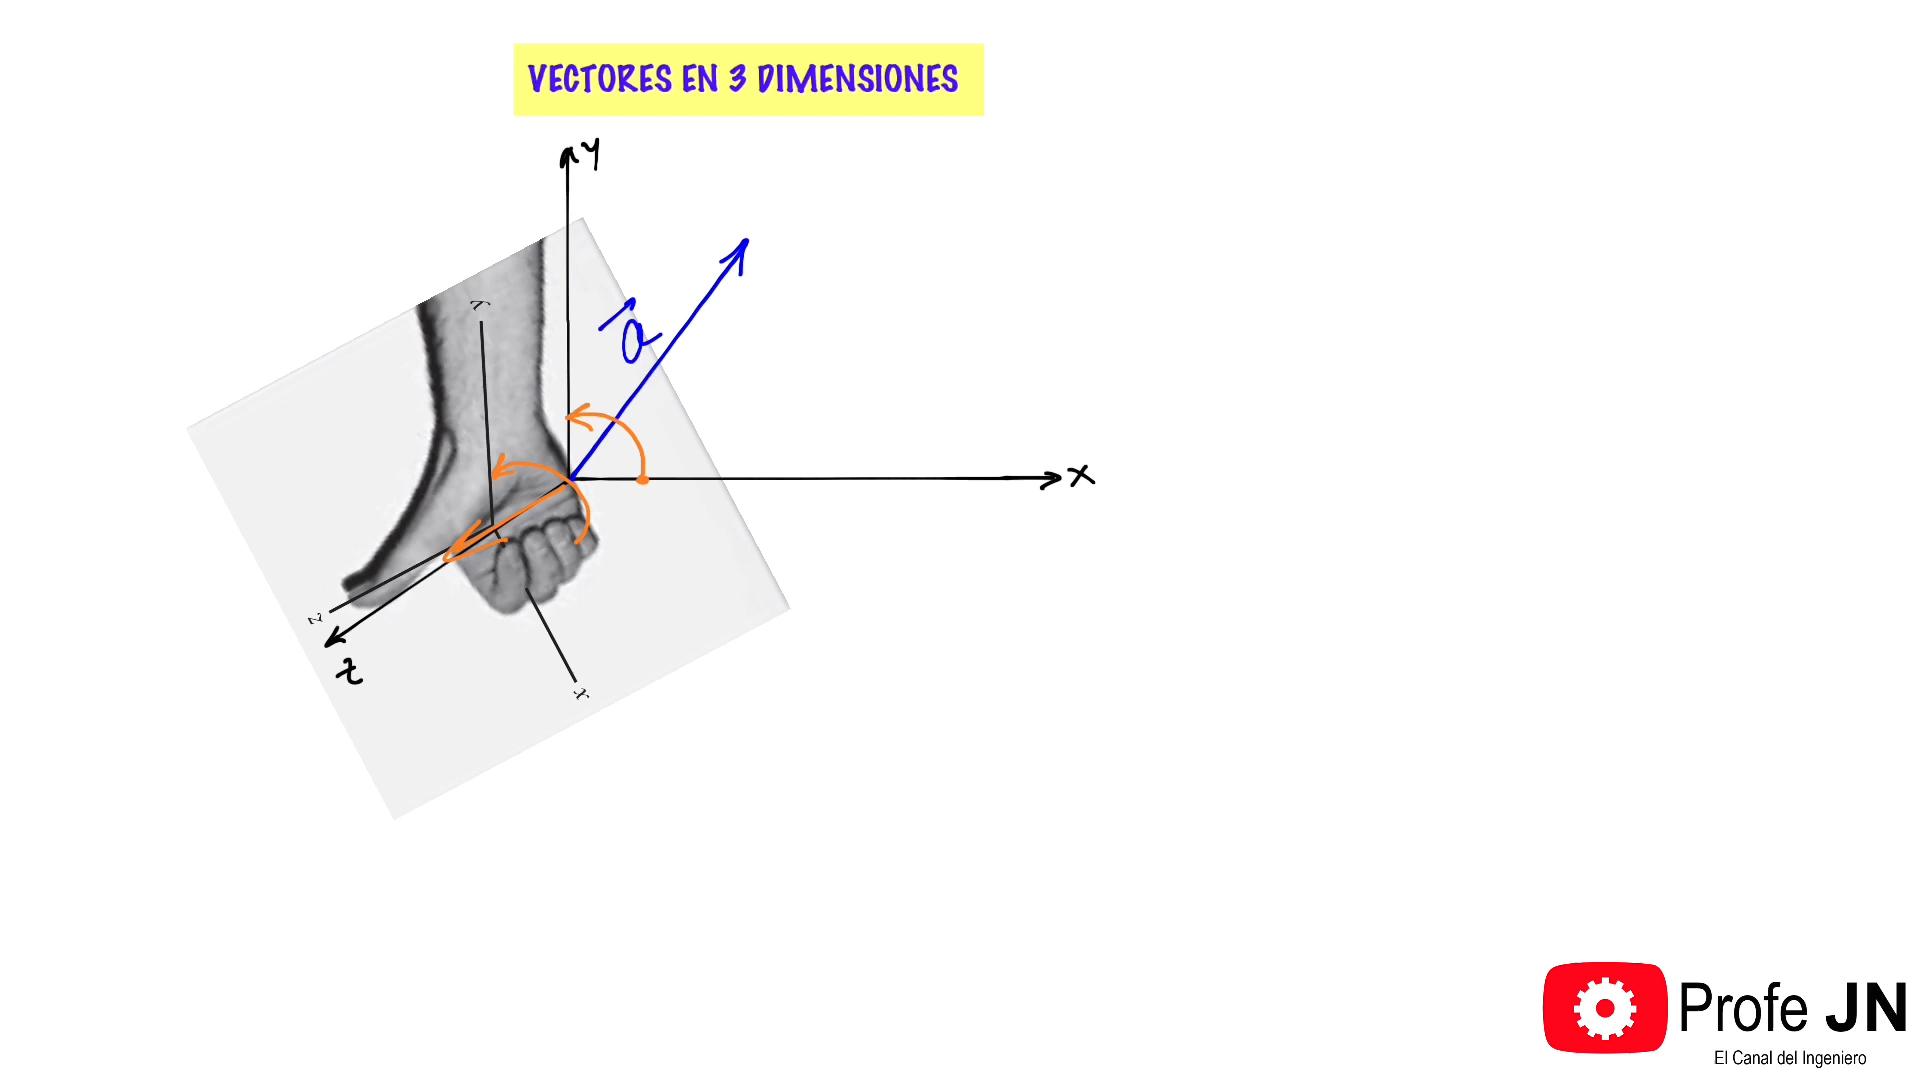 VECTORES EN 3 DIMENSIONES
y
y
a
x
z
z
x
Profe JN
El Canal del Ingeniero